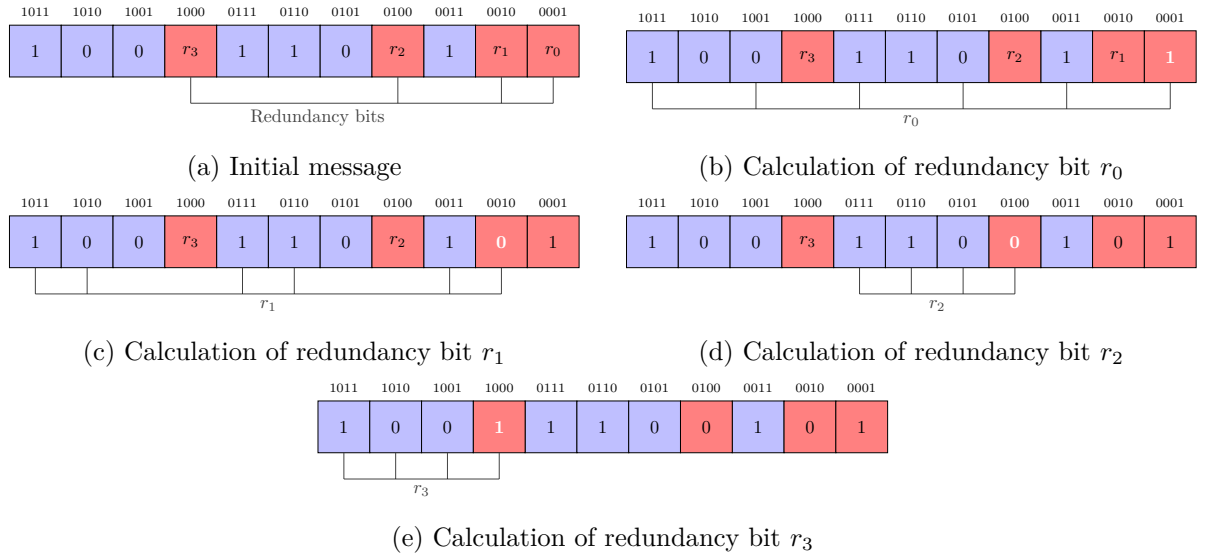 1011 1010 1001 1000 0111 0110 0101 0100 0011 0010 0001
1 0 0 r₃ 1 1 0 r₂ 1 r₁ r₀
Redundancy bits
(a) Initial message
1011 1010 1001 1000 0111 0110 0101 0100 0011 0010 0001
1 0 0 r₃ 1 1 0 r₂ 1 r₁ 1
r₀
(b) Calculation of redundancy bit r₀
1011 1010 1001 1000 0111 0110 0101 0100 0011 0010 0001
1 0 0 r₃ 1 1 0 r₂ 1 0 1
r₁
(c) Calculation of redundancy bit r₁
1011 1010 1001 1000 0111 0110 0101 0100 0011 0010 0001
1 0 0 r₃ 1 1 0 0 1 0 1
r₂
(d) Calculation of redundancy bit r₂
1011 1010 1001 1000 0111 0110 0101 0100 0011 0010 0001
1 0 0 1 1 1 0 0 1 0 1
r₃
(e) Calculation of redundancy bit r₃